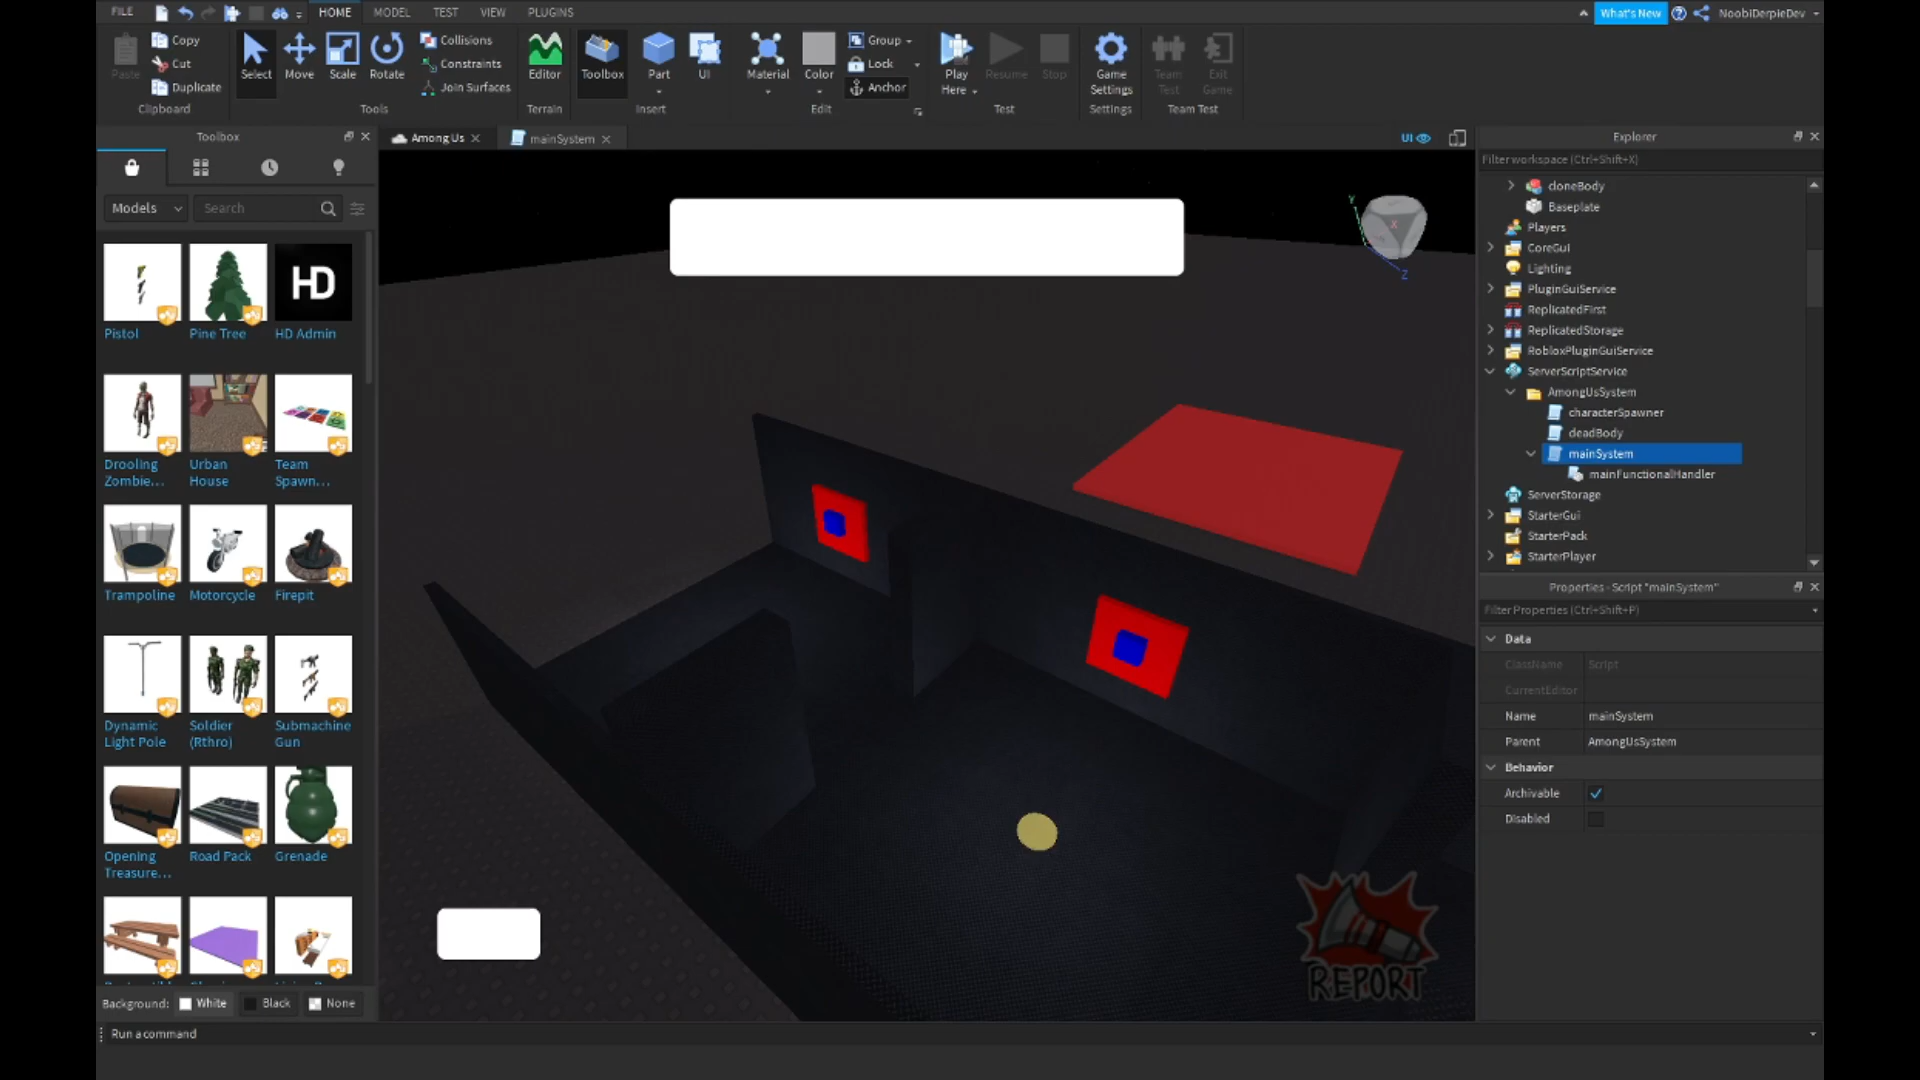 FILE HOME MODEL TEST VIEW PLUGINS What's New NoobiDerpieDev
Copy
Cut
Duplicate
Paste
Clipboard
Select Move Scale Rotate
Collisions
Constraints
Join Surfaces
Tools
Editor
Terrain
Toolbox Part UI
Insert
Material Color
Group
Lock
Anchor
Edit
Play
Here
Resume Stop
Test
Game
Settings
Settings
Team
Test
Exit
Game
Team Test
Toolbox
Among Us mainSystem
UI
Models Search
Pistol Pine Tree HD Admin
HD
Drooling
Zombie...
Urban
House
Team
Spawn...
Trampoline Motorcycle Firepit
Dynamic
Light Pole
Soldier
(Rthro)
Submachine
Gun
Opening
Treasure...
Road Pack Grenade
Background: White Black None
Run a command
Y
X
Z
REPORT
Explorer
Filter workspace (Ctrl+Shift+X)
cloneBody
Baseplate
Players
CoreGui
Lighting
PluginGuiService
ReplicatedFirst
ReplicatedStorage
RobloxPluginGuiService
ServerScriptService
AmongUsSystem
characterSpawner
deadBody
mainSystem
mainFunctionalHandler
ServerStorage
StarterGui
StarterPack
StarterPlayer
Properties - Script "mainSystem"
Filter Properties (Ctrl+Shift+P)
Data
ClassName Script
CurrentEditor
Name mainSystem
Parent AmongUsSystem
Behavior
Archivable
Disabled